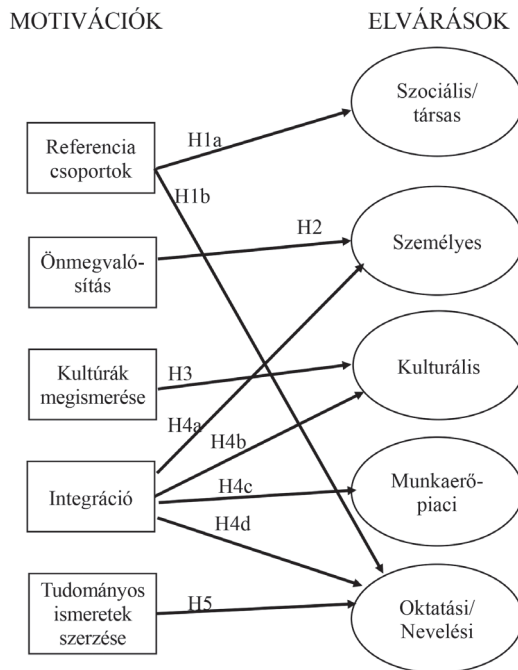 MOTIVÁCIÓK
ELVÁRÁSOK
Referencia
csoportok
H1a
H1b
Szociális/
társas
Önmegvaló-
sítás
H2
Személyes
Kultúrák
megismerése
H3
Kulturális
Integráció
H4a
H4b
H4c
H4d
Munkaerő-
piaci
Tudományos
ismeretek
szerzése
H5
Oktatási/
Nevelési